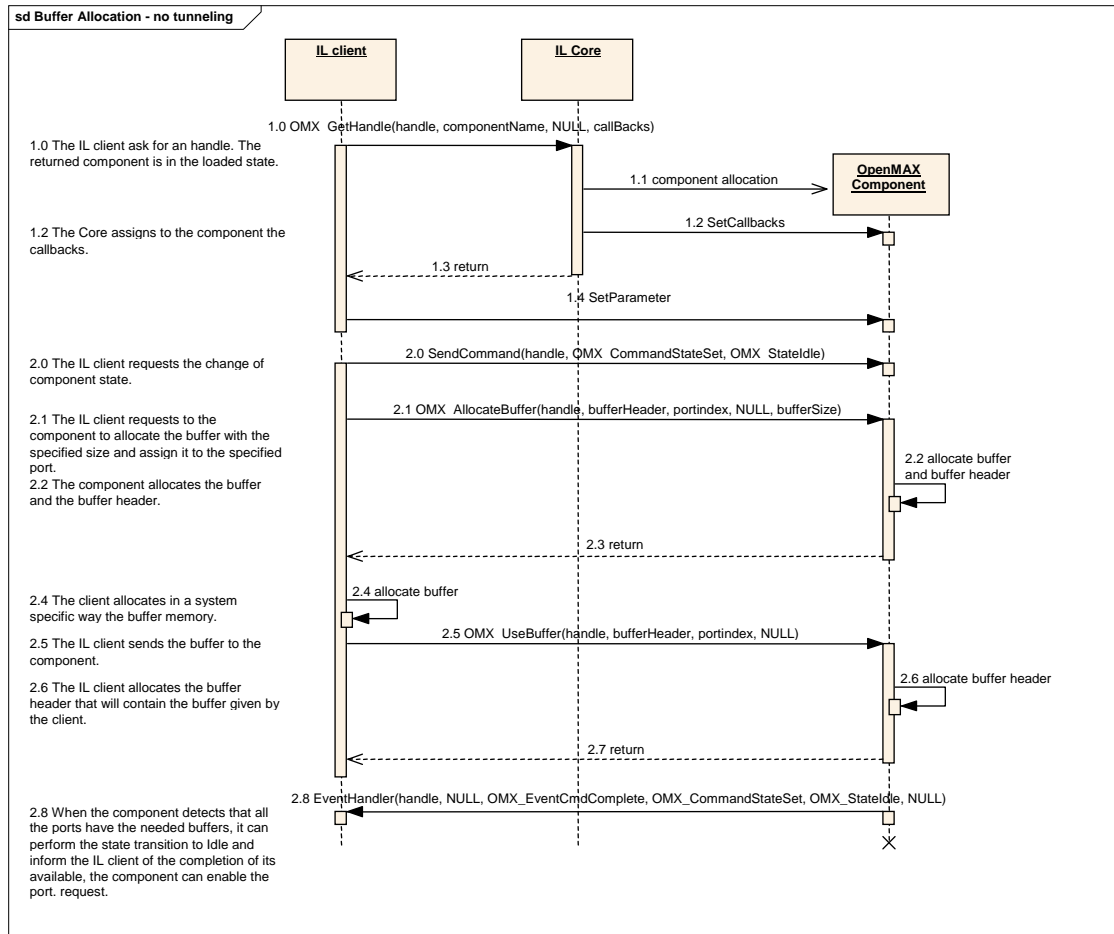 sd Buffer Allocation - no tunneling
IL client
IL Core
1.0 OMX_GetHandle(handle, componentName, NULL, callBacks)
1.0 The IL client ask for an handle. The
returned component is in the loaded state.
OpenMAX
Component
1.1 component allocation
1.2 SetCallbacks
1.2 The Core assigns to the component the
callbacks.
1.3 return
1.4 SetParameter
2.0 SendCommand(handle, OMX_CommandStateSet, OMX_StateIdle)
2.0 The IL client requests the change of
component state.
2.1 OMX_AllocateBuffer(handle, bufferHeader, portindex, NULL, bufferSize)
2.1 The IL client requests to the
component to allocate the buffer with the
specified size and assign it to the specified
port.
2.2 allocate buffer
and buffer header
2.2 The component allocates the buffer
and the buffer header.
2.3 return
2.4 allocate buffer
2.4 The client allocates in a system
specific way the buffer memory.
2.5 OMX_UseBuffer(handle, bufferHeader, portindex, NULL)
2.5 The IL client sends the buffer to the
component.
2.6 allocate buffer header
2.6 The IL client allocates the buffer
header that will contain the buffer given by
the client.
2.7 return
2.8 EventHandler(handle, NULL, OMX_EventCmdComplete, OMX_CommandStateSet, OMX_StateIdle, NULL)
2.8 When the component detects that all
the ports have the needed buffers, it can
perform the state transition to Idle and
inform the IL client of the completion of its
available, the component can enable the
port. request.